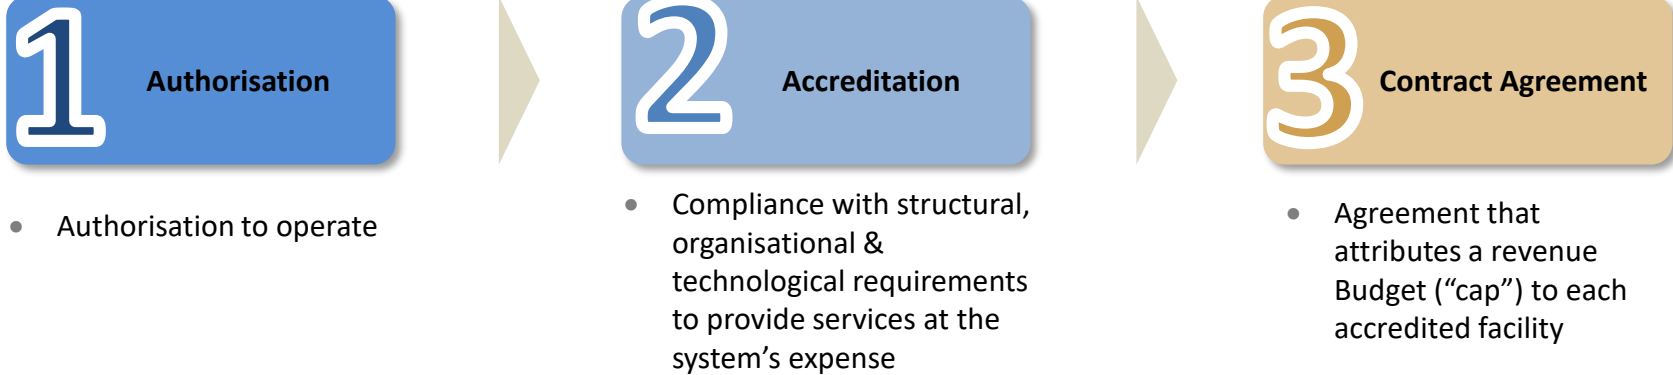 1
Authorisation
• Authorisation to operate
2
Accreditation
• Compliance with structural,
organisational &
technological requirements
to provide services at the
system's expense
3
Contract Agreement
• Agreement that
attributes a revenue
Budget (“cap”) to each
accredited facility